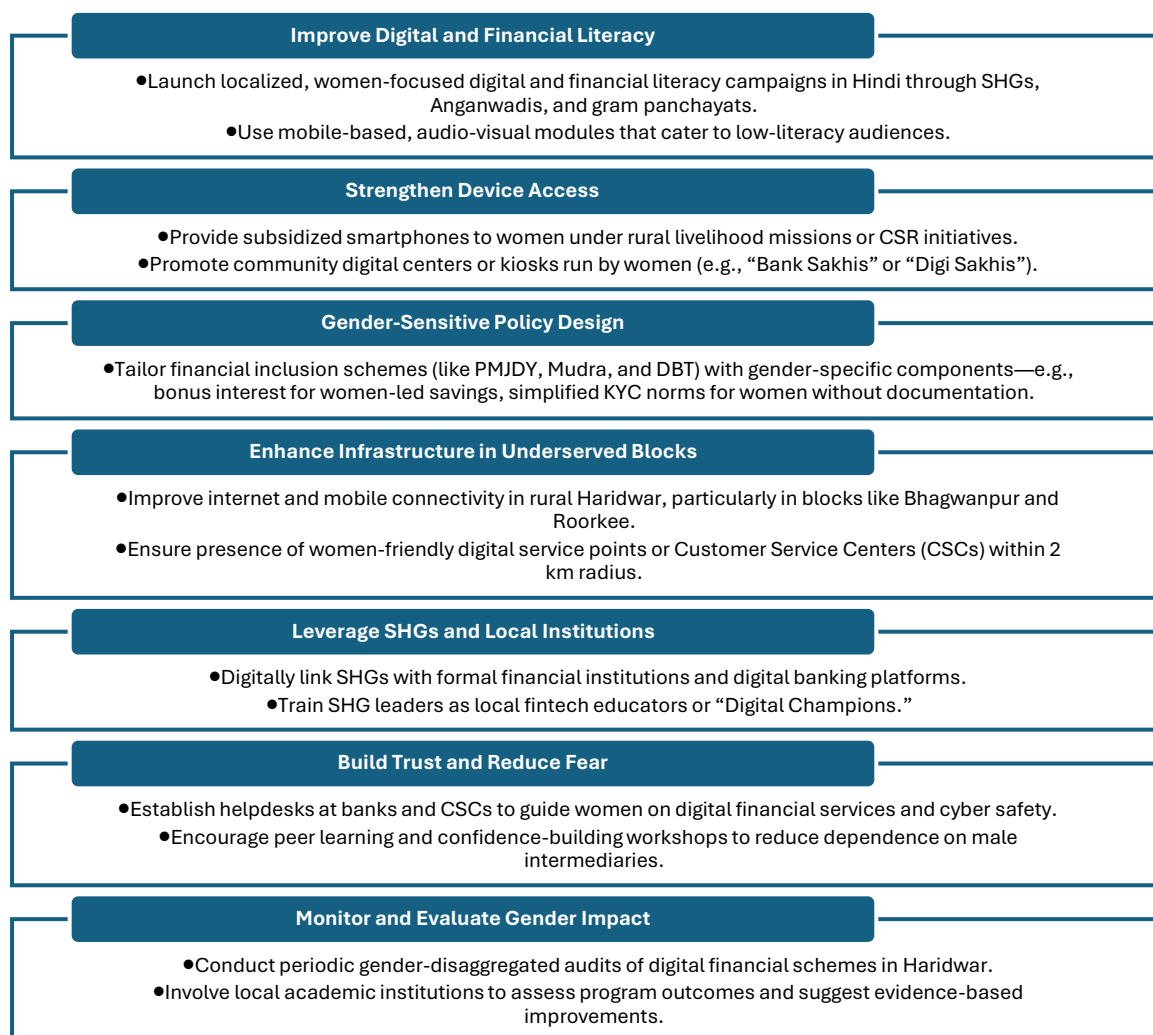 Improve Digital and Financial Literacy
●Launch localized, women-focused digital and financial literacy campaigns in Hindi through SHGs,
Anganwadis, and gram panchayats.
●Use mobile-based, audio-visual modules that cater to low-literacy audiences.
Strengthen Device Access
●Provide subsidized smartphones to women under rural livelihood missions or CSR initiatives.
●Promote community digital centers or kiosks run by women (e.g., “Bank Sakhis” or “Digi Sakhis”).
Gender-Sensitive Policy Design
●Tailor financial inclusion schemes (like PMJDY, Mudra, and DBT) with gender-specific components—e.g.,
bonus interest for women-led savings, simplified KYC norms for women without documentation.
Enhance Infrastructure in Underserved Blocks
●Improve internet and mobile connectivity in rural Haridwar, particularly in blocks like Bhagwanpur and
Roorkee.
●Ensure presence of women-friendly digital service points or Customer Service Centers (CSCs) within 2
km radius.
Leverage SHGs and Local Institutions
●Digitally link SHGs with formal financial institutions and digital banking platforms.
●Train SHG leaders as local fintech educators or “Digital Champions.”
Build Trust and Reduce Fear
●Establish helpdesks at banks and CSCs to guide women on digital financial services and cyber safety.
●Encourage peer learning and confidence-building workshops to reduce dependence on male
intermediaries.
Monitor and Evaluate Gender Impact
●Conduct periodic gender-disaggregated audits of digital financial schemes in Haridwar.
●Involve local academic institutions to assess program outcomes and suggest evidence-based
improvements.